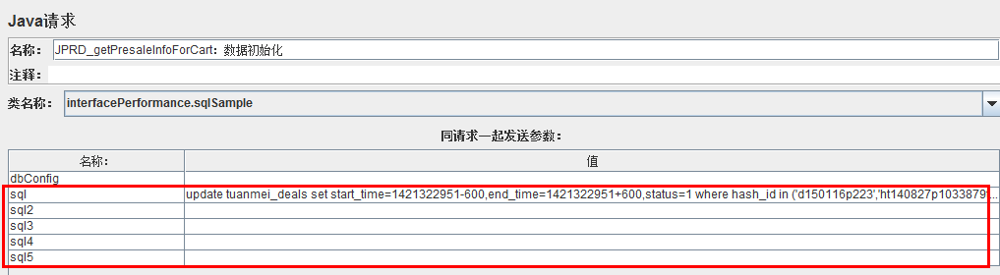 Java请求
名称： JPRD_getPresaleInfoForCart：数据初始化
注释：
类名称： interfacePerformance.sqlSample
同请求一起发送参数：
名称： 值
dbConfig
sql update tuanmei_deals set start_time=1421322951-600,end_time=1421322951+600,status=1 where hash_id in ('d150116p223','ht140827p1033879...
sql2
sql3
sql4
sql5